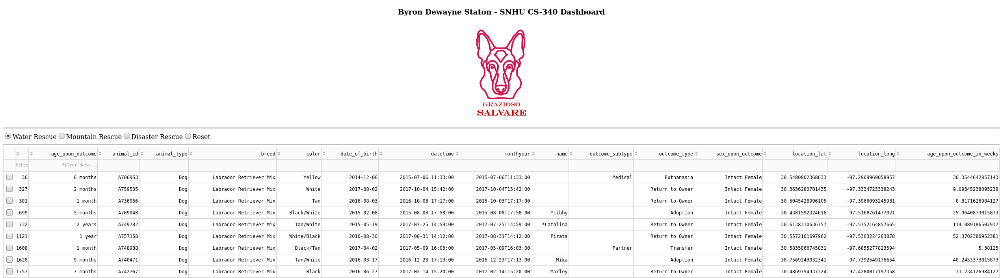 Byron Dewayne Staton - SNHU CS-340 Dashboard
GRAZIOSO
SALVARE
Water Rescue Mountain Rescue Disaster Rescue Reset
age_upon_outcome animal_id animal_type breed color date_of_birth datetime monthyear name outcome_subtype outcome_type sex_upon_outcome location_lat location_long age_upon_outcome_in_weeks
filte filter data...
36 6 months A706953 Dog Labrador Retriever Mix Yellow 2014-12-06 2015-07-06 11:33:00 2015-07-06T11:33:00 Medical Euthanasia Intact Female 30.5480802368633 -97.2969969058957 30.3544642857143
327 2 months A759505 Dog Labrador Retriever Mix White 2017-08-02 2017-10-04 15:42:00 2017-10-04T15:42:00 Return to Owner Intact Female 30.3636280701435 -97.3334723338243 9.09345238095238
381 1 month A736066 Dog Labrador Retriever Mix Tan 2016-08-03 2016-10-03 17:17:00 2016-10-03T17:17:00 Return to Owner Intact Female 30.5045428996105 -97.3966093245931 8.8171626984127
699 5 months A709048 Dog Labrador Retriever Mix Black/White 2015-02-08 2015-08-08 17:58:00 2015-08-08T17:58:00 *Libby Adoption Intact Female 30.4381592324616 -97.5168761477021 25.9640873015873
732 2 years A749782 Dog Labrador Retriever Mix Tan/White 2015-05-19 2017-07-25 14:59:00 2017-07-25T14:59:00 *Catalina Return to Owner Intact Female 30.6138310636757 -97.5752164857665 114.089186507937
1121 1 year A757158 Dog Labrador Retriever Mix White/Black 2016-08-30 2017-08-31 14:12:00 2017-08-31T14:12:00 Pirata Return to Owner Intact Female 30.5572161697962 -97.5363224263878 52.3702380952381
1608 1 month A748988 Dog Labrador Retriever Mix Black/Tan 2017-04-02 2017-05-09 16:03:00 2017-05-09T16:03:00 Partner Transfer Intact Female 30.5835866745831 -97.6855277823594 5.38125
1628 9 months A740471 Dog Labrador Retriever Mix Tan/White 2016-03-17 2016-12-23 17:13:00 2016-12-23T17:13:00 Mika Adoption Intact Female 30.7569243032341 -97.7392549176654 40.2453373015873
1757 7 months A742767 Dog Labrador Retriever Mix Black 2016-06-27 2017-02-14 15:20:00 2017-02-14T15:20:00 Marley Return to Owner Intact Female 30.4869754937324 -97.4280017197358 33.234126984127